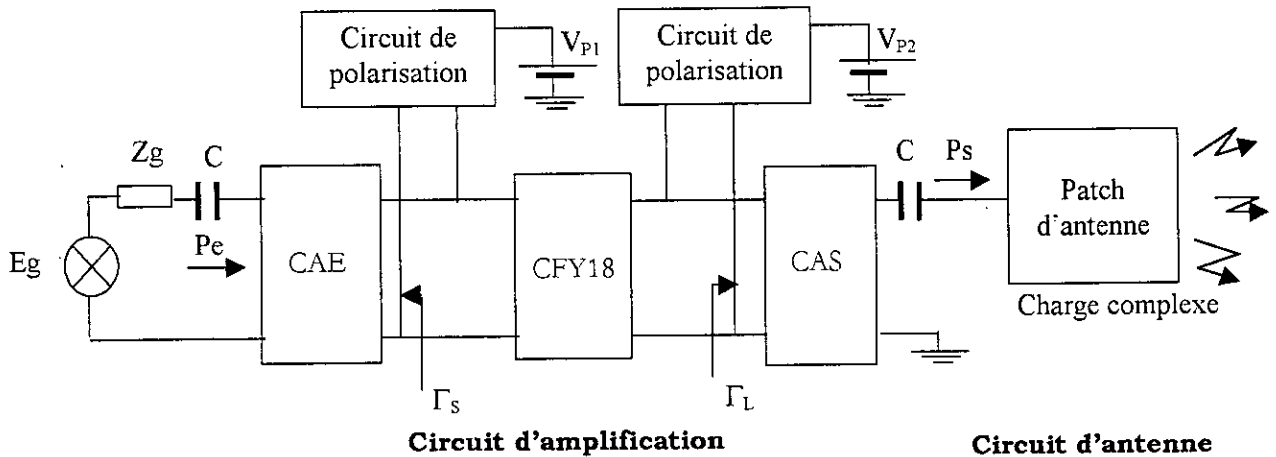 Circuit de
polarisation
V_P1
Circuit de
polarisation
V_P2
Zg
C
Pe
Eg
CAE
CFY18
CAS
C
Ps
Patch
d'antenne
Charge complexe
Γ_S
Γ_L
Circuit d'amplification
Circuit d'antenne